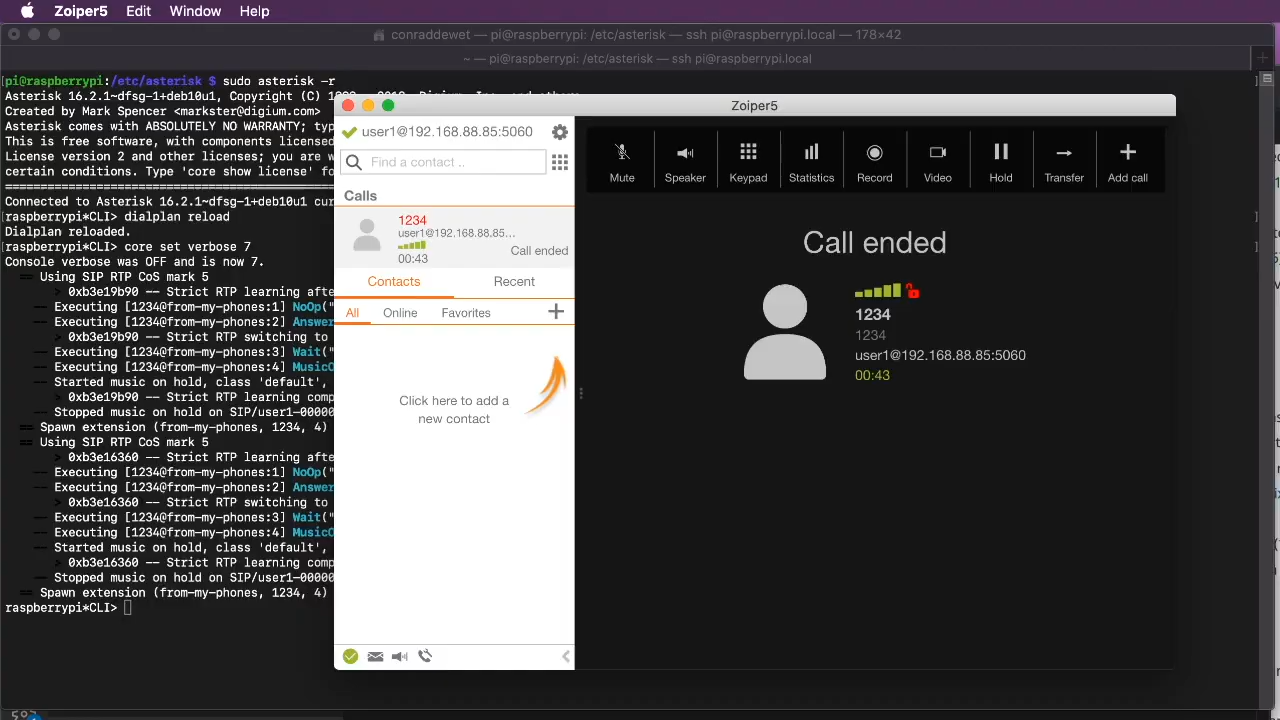 Zoiper5 Edit Window Help
conraddewet — pi@raspberrypi: /etc/asterisk — ssh pi@raspberrypi.local — 178×42
~ — pi@raspberrypi: /etc/asterisk — ssh pi@raspberrypi.local
pi@raspberrypi:/etc/asterisk $ sudo asterisk -r
Asterisk 16.2.1~dfsg-1+deb10u1, Copyright (C)
Created by Mark Spencer <markster@digium.com>
Asterisk comes with ABSOLUTELY NO WARRANTY; typ
This is free software, with components licensed
License version 2 and other licenses; you are w
certain conditions. Type 'core show license' fo
Connected to Asterisk 16.2.1~dfsg-1+deb10u1 cur
raspberrypi*CLI> dialplan reload
Dialplan reloaded.
raspberrypi*CLI> core set verbose 7
Console verbose was OFF and is now 7.
== Using SIP RTP CoS mark 5
> 0xb3e19b90 -- Strict RTP learning afte
-- Executing [1234@from-my-phones:1] NoOp("
-- Executing [1234@from-my-phones:2] Answer
> 0xb3e19b90 -- Strict RTP switching to
-- Executing [1234@from-my-phones:3] Wait("
-- Executing [1234@from-my-phones:4] MusicO
-- Started music on hold, class 'default',
> 0xb3e19b90 -- Strict RTP learning comp
-- Stopped music on hold on SIP/user1-00000
== Spawn extension (from-my-phones, 1234, 4)
== Using SIP RTP CoS mark 5
> 0xb3e16360 -- Strict RTP learning afte
-- Executing [1234@from-my-phones:1] NoOp("
-- Executing [1234@from-my-phones:2] Answer
> 0xb3e16360 -- Strict RTP switching to
-- Executing [1234@from-my-phones:3] Wait("
-- Executing [1234@from-my-phones:4] MusicO
-- Started music on hold, class 'default',
> 0xb3e16360 -- Strict RTP learning comp
-- Stopped music on hold on SIP/user1-00000
== Spawn extension (from-my-phones, 1234, 4)
raspberrypi*CLI>
Zoiper5
user1@192.168.88.85:5060
Find a contact ..
Calls
1234
user1@192.168.88.85...
Call ended
00:43
Contacts Recent
All Online Favorites
Click here to add a
new contact
Mute Speaker Keypad Statistics Record Video Hold Transfer Add call
Call ended
1234
1234
user1@192.168.88.85:5060
00:43